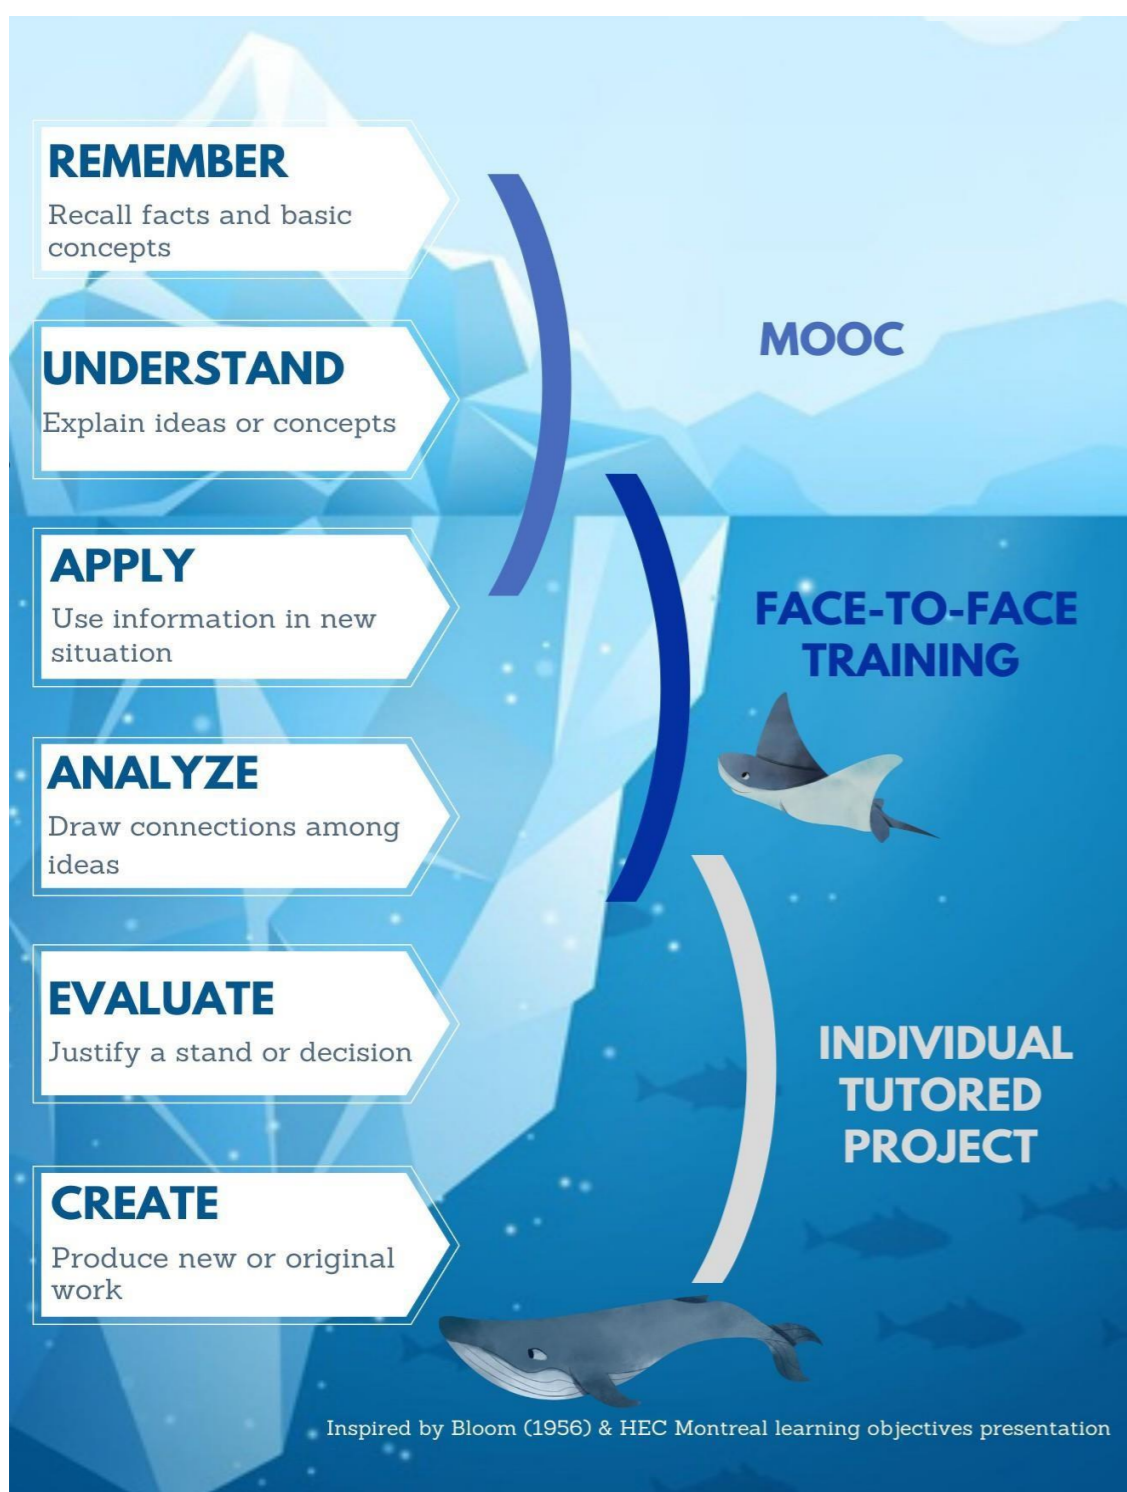 REMEMBER
Recall facts and basic
concepts
UNDERSTAND
Explain ideas or concepts
MOOC
APPLY
Use information in new
situation
FACE-TO-FACE
TRAINING
ANALYZE
Draw connections among
ideas
EVALUATE
Justify a stand or decision
INDIVIDUAL
TUTORED
PROJECT
CREATE
Produce new or original
work
Inspired by Bloom (1956) & HEC Montreal learning objectives presentation